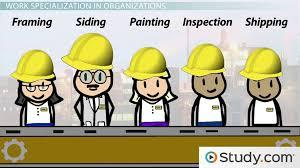 WORK SPECIALIZATION IN ORGANIZATIONS
Framing Siding Painting Inspection Shipping
Study.com